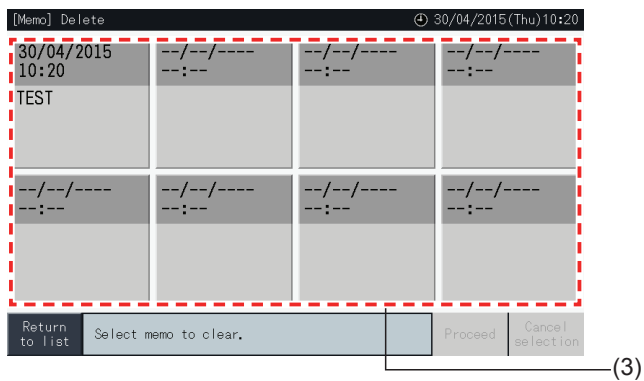 [Memo] Delete 30/04/2015(Thu)10:20
30/04/2015 --/--/---- --/--/---- --/--/----
10:20 --:-- --:-- --:--
TEST
--/--/---- --/--/---- --/--/---- --/--/----
--:-- --:-- --:-- --:--
Return to list
Select memo to clear.
Proceed
Cancel selection
(3)